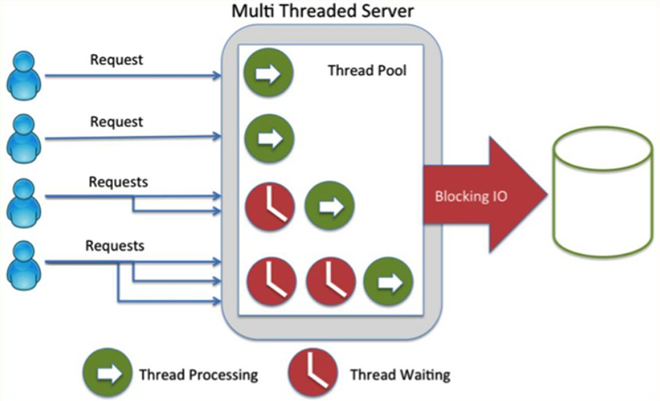 Multi Threaded Server
Request
Thread Pool
Request
Requests
Blocking IO
Requests
Thread Processing
Thread Waiting